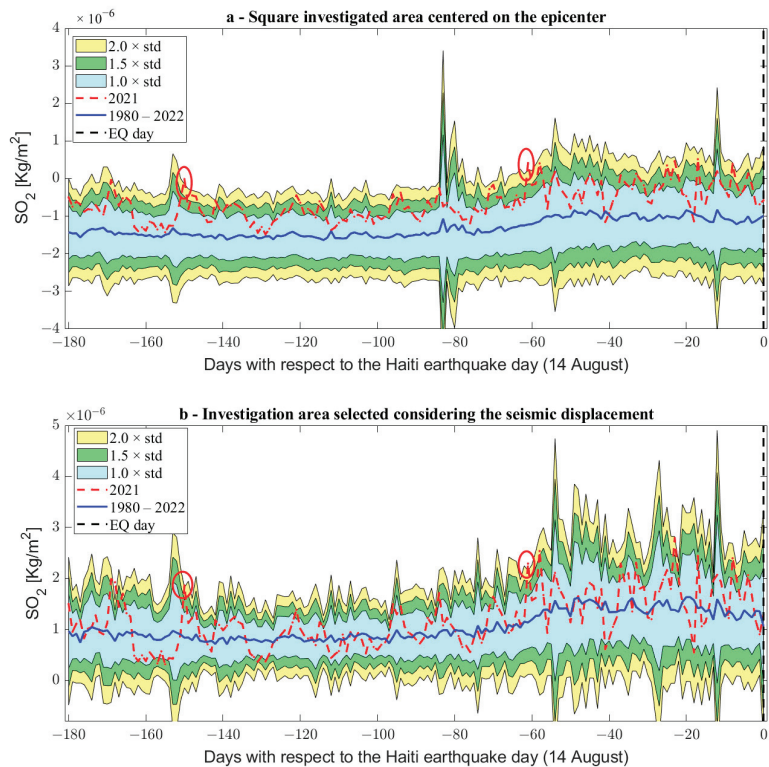 a - Square investigated area centered on the epicenter
× 10⁻⁶
4
3
2
1
0
−1
−2
−3
−4
SO₂ [Kg/m²]
2.0 × std
1.5 × std
1.0 × std
2021
1980 – 2022
EQ day
−180 −160 −140 −120 −100 −80 −60 −40 −20 0
Days with respect to the Haiti earthquake day (14 August)
b - Investigation area selected considering the seismic displacement
×10⁻⁶
5
4
3
2
1
0
SO₂ [Kg/m²]
2.0 × std
1.5 × std
1.0 × std
2021
1980 – 2022
EQ day
−180 −160 −140 −120 −100 −80 −60 −40 −20 0
Days with respect to the Haiti earthquake day (14 August)